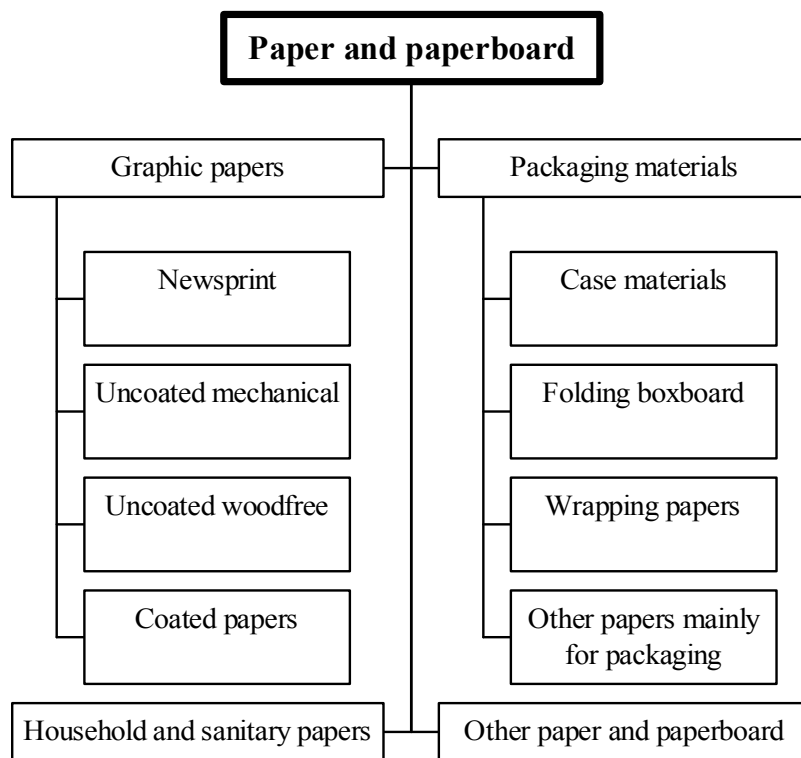 Paper and paperboard
Graphic papers
Newsprint
Uncoated mechanical
Uncoated woodfree
Coated papers
Packaging materials
Case materials
Folding boxboard
Wrapping papers
Other papers mainly
for packaging
Household and sanitary papers
Other paper and paperboard